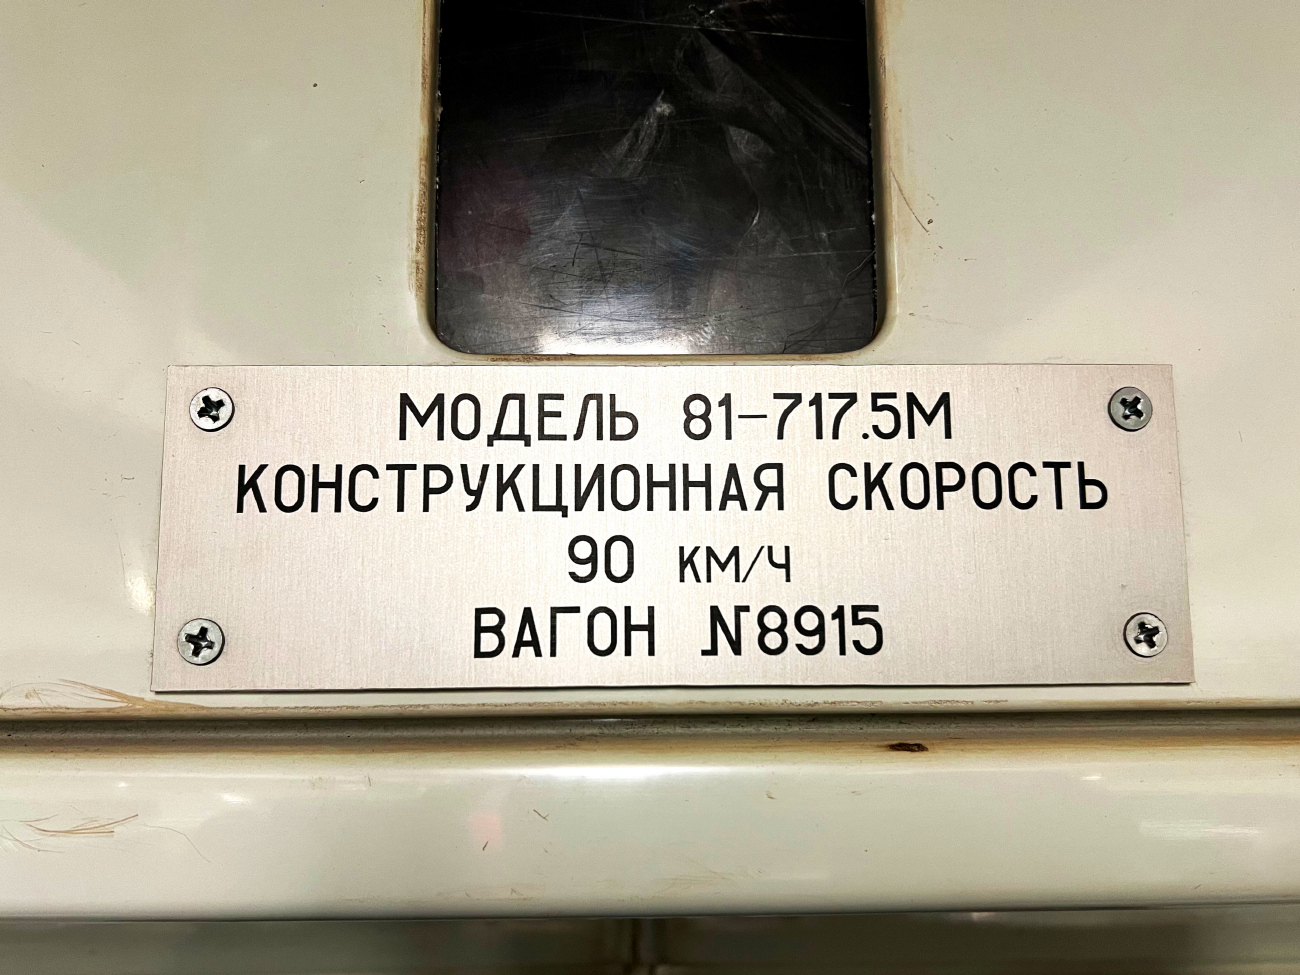 МОДЕЛЬ 81-717.5М
КОНСТРУКЦИОННАЯ СКОРОСТЬ
90 КМ/Ч
ВАГОН №8915